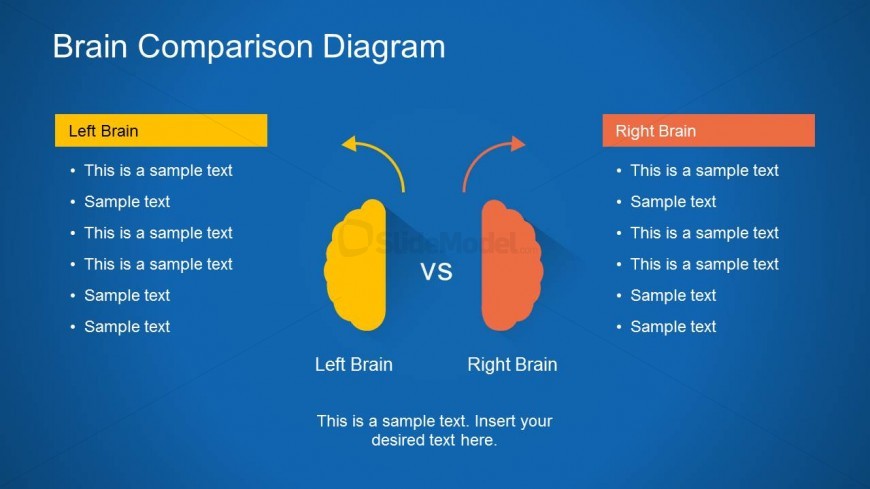 Brain Comparison Diagram
Left Brain
• This is a sample text
• Sample text
• This is a sample text
• This is a sample text
• Sample text
• Sample text
Right Brain
• This is a sample text
• Sample text
• This is a sample text
• This is a sample text
• Sample text
• Sample text
SlideModel.com
VS
Left Brain
Right Brain
This is a sample text. Insert your
desired text here.